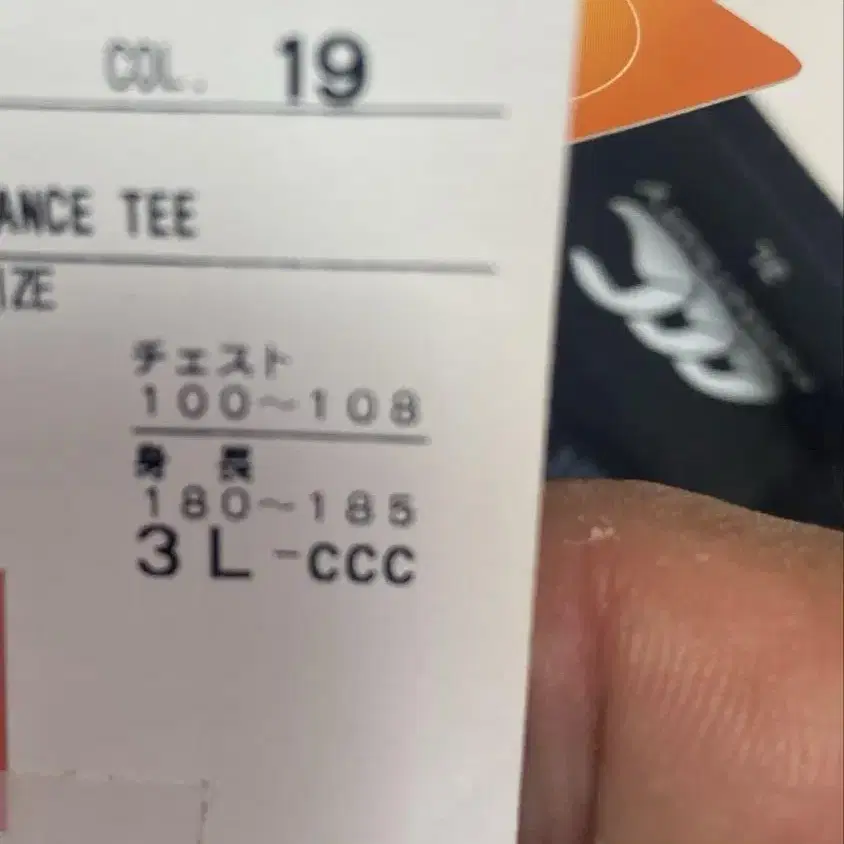 COL. 19
ANCE TEE
IZE
チェスト
100~108
身 長
180~185
3L-CCC